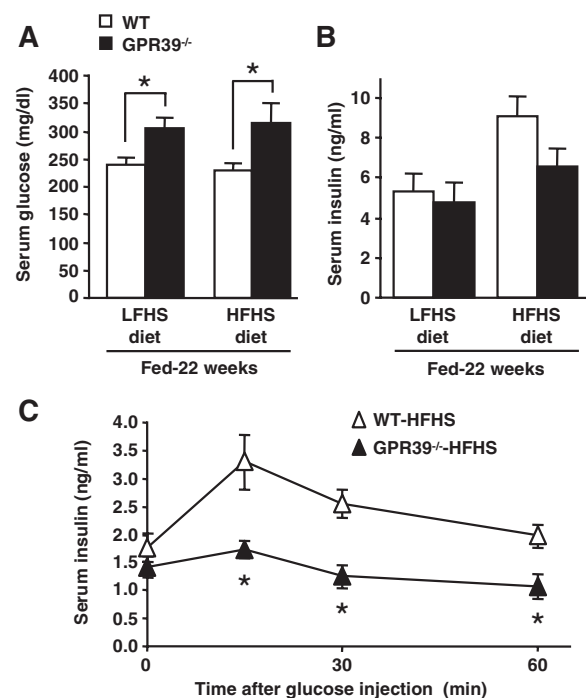 A
WT
GPR39-/-
Serum glucose (mg/dl)
400
350
300
250
200
150
100
50
0
*
*
LFHS diet
HFHS diet
Fed-22 weeks
B
Serum insulin (ng/ml)
10
8
6
4
2
0
LFHS diet
HFHS diet
Fed-22 weeks
C
WT-HFHS
GPR39-/--HFHS
Serum insulin (ng/ml)
4.0
3.5
3.0
2.5
2.0
1.5
1.0
0.5
0.0
*
*
*
0
30
60
Time after glucose injection (min)